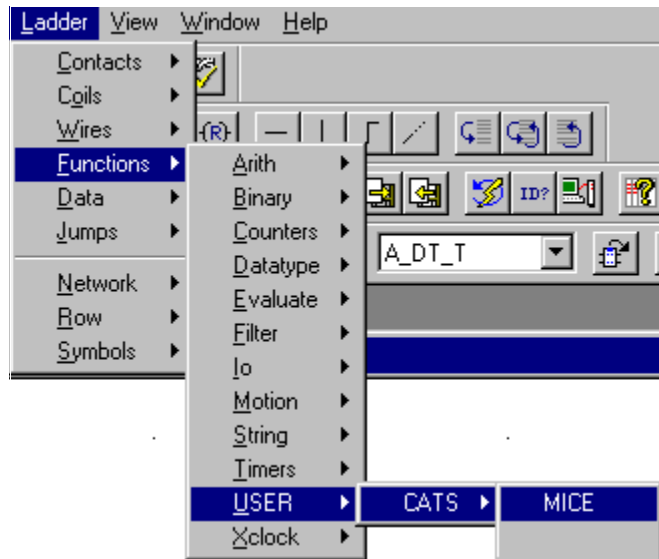 Ladder View Window Help
Contacts
Coils
Wires
(R)
Functions
Data
Jumps
Network
Row
Symbols
Arith
Binary
Counters
Datatype
Evaluate
Filter
Io
Motion
String
Timers
USER
Xclock
ID?
A_DT_T
CATS
MICE